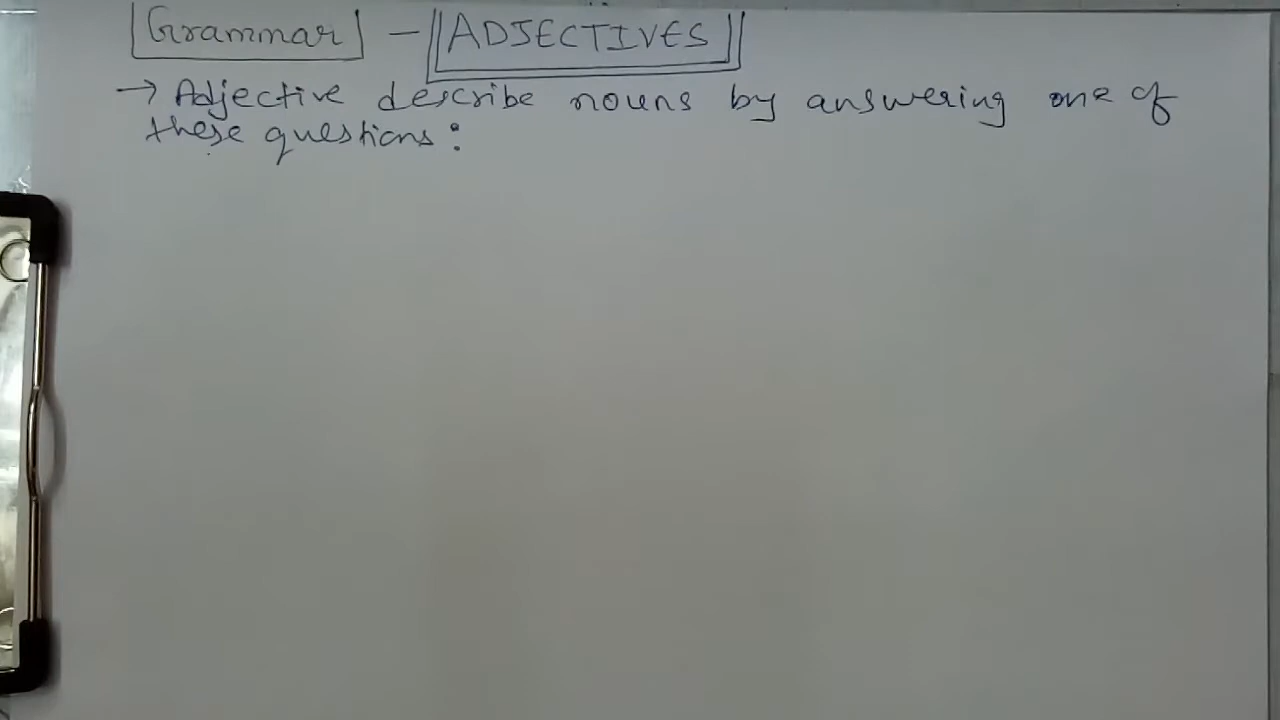 Grammar - ADJECTIVES
→ Adjective describe nouns by answering one of
these questions: